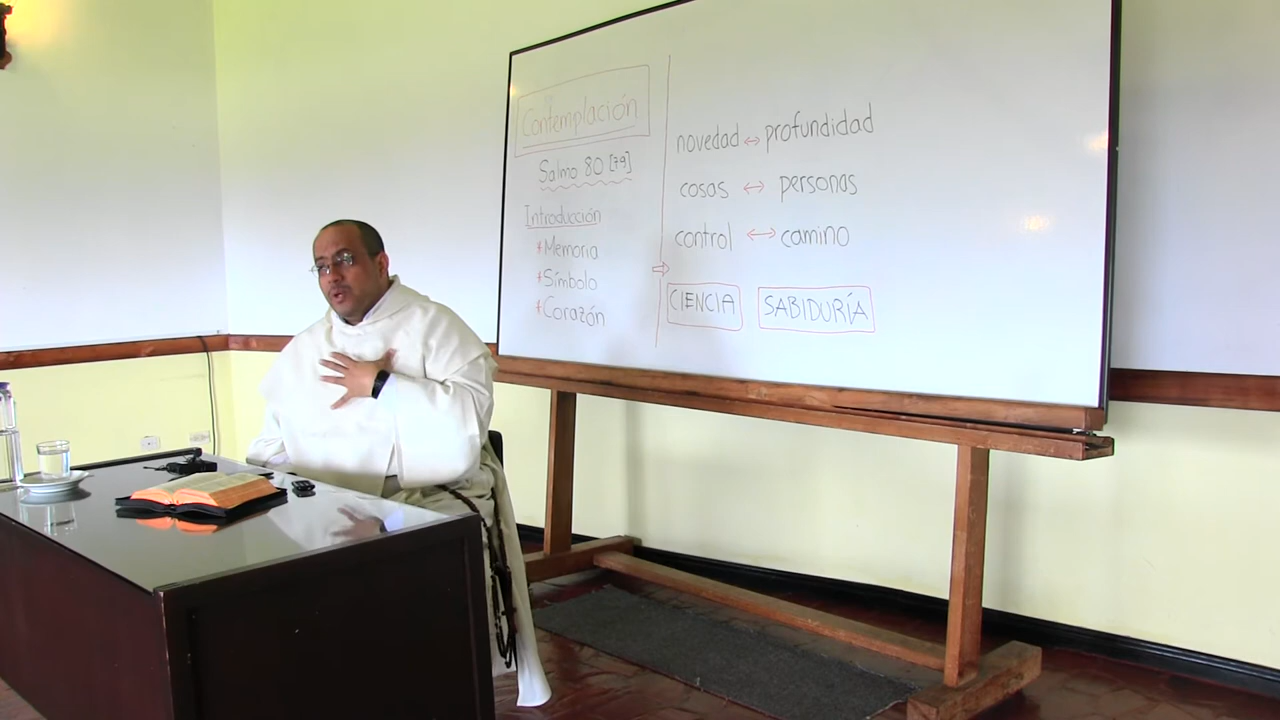 Contemplación
Salmo 80 [79]
Introducción
+Memoria
+Símbolo
+Corazón
novedad ↔ profundidad
cosas ↔ personas
control ↔ camino
⇒
CIENCIA SABIDURÍA